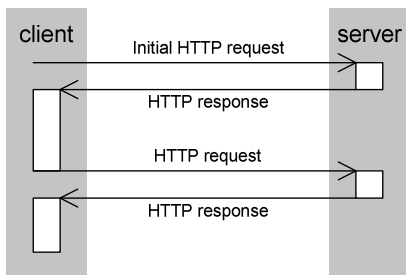 client
server
Initial HTTP request
HTTP response
HTTP request
HTTP response